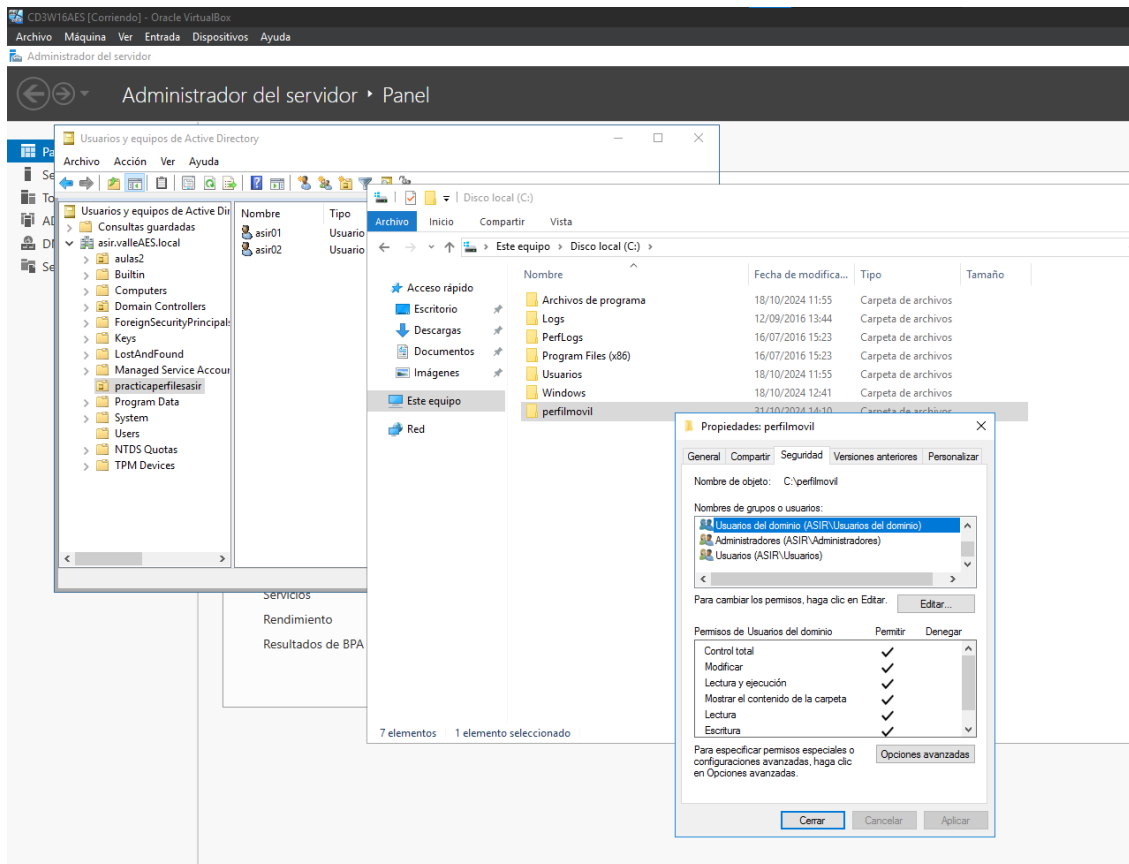 CD3W16AES [Corriendo] - Oracle VirtualBox
Archivo Máquina Ver Entrada Dispositivos Ayuda
Administrador del servidor
Administrador del servidor ‣ Panel
Usuarios y equipos de Active Directory
Archivo Acción Ver Ayuda
Usuarios y equipos de Active Dir
Consultas guardadas
asir.valleAES.local
aulas2
Builtin
Computers
Domain Controllers
ForeignSecurityPrincipals
Keys
LostAndFound
Managed Service Accour
practicaperfilesasir
Program Data
System
Users
NTDS Quotas
TPM Devices
Nombre Tipo
asir01 Usuario
asir02 Usuario
Servicios
Rendimiento
Resultados de BPA
Disco local (C:)
Archivo Inicio Compartir Vista
Este equipo > Disco local (C:) >
Acceso rápido
Escritorio
Descargas
Documentos
Imágenes
Este equipo
Red
Nombre Fecha de modifica... Tipo Tamaño
Archivos de programa 18/10/2024 11:55 Carpeta de archivos
Logs 12/09/2016 13:44 Carpeta de archivos
PerfLogs 16/07/2016 15:23 Carpeta de archivos
Program Files (x86) 16/07/2016 15:23 Carpeta de archivos
Usuarios 18/10/2024 11:55 Carpeta de archivos
Windows 18/10/2024 12:41 Carpeta de archivos
perfilmovil 31/10/2024 14:10 Carpeta de archivos
7 elementos 1 elemento seleccionado
Propiedades: perfilmovil
General Compartir Seguridad Versiones anteriores Personalizar
Nombre de objeto: C:\perfilmovil
Nombres de grupos o usuarios:
Usuarios del dominio (ASIR\Usuarios del dominio)
Administradores (ASIR\Administradores)
Usuarios (ASIR\Usuarios)
Para cambiar los permisos, haga clic en Editar. Editar...
Permisos de Usuarios del dominio Permitir Denegar
Control total
Modificar
Lectura y ejecución
Mostrar el contenido de la carpeta
Lectura
Escritura
Para especificar permisos especiales o
configuraciones avanzadas, haga clic
en Opciones avanzadas.
Opciones avanzadas
Cerrar Cancelar Aplicar